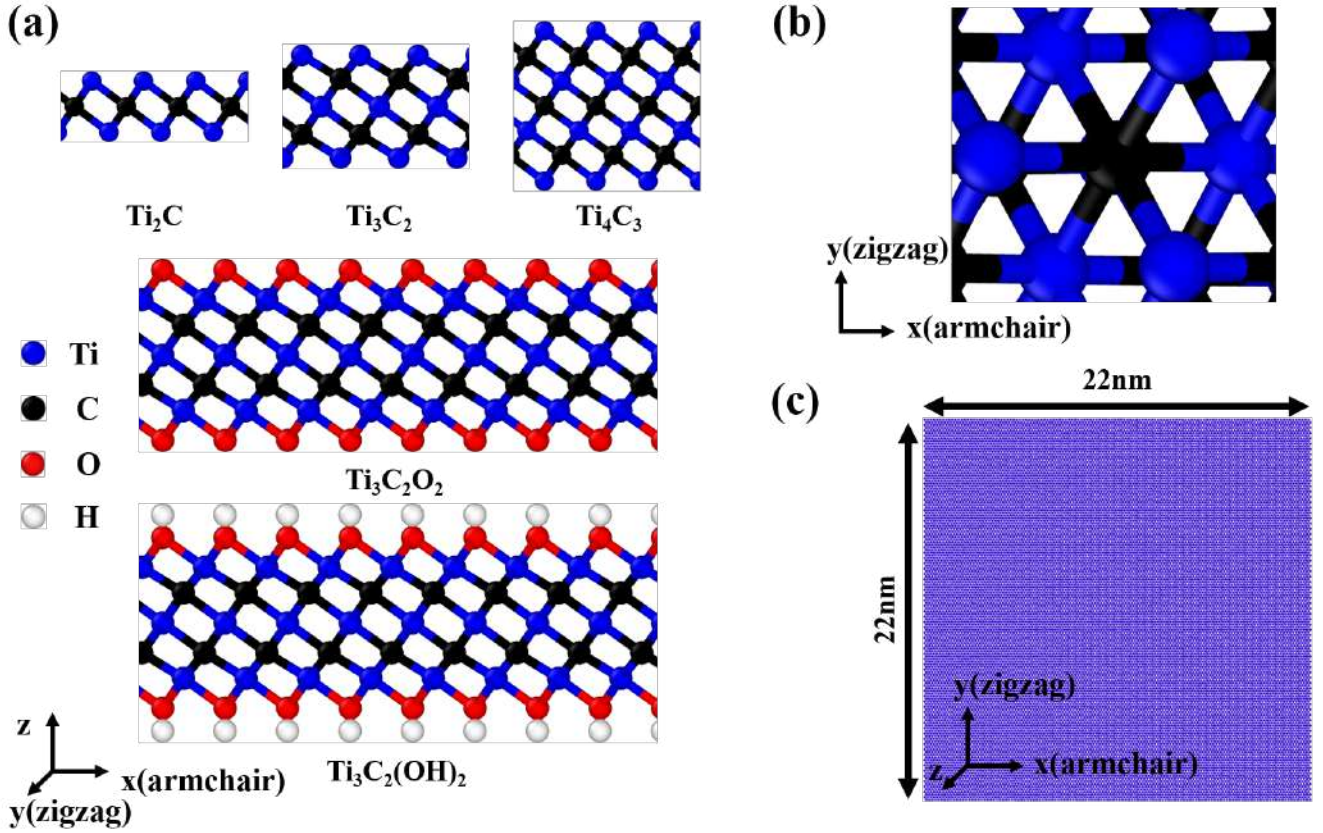 (a)
Ti₂C
Ti₃C₂
Ti₄C₃
Ti
C
O
H
Ti₃C₂O₂
Ti₃C₂(OH)₂
z
x(armchair)
y(zigzag)
(b)
y(zigzag)
x(armchair)
(c)
22nm
22nm
y(zigzag)
z
x(armchair)